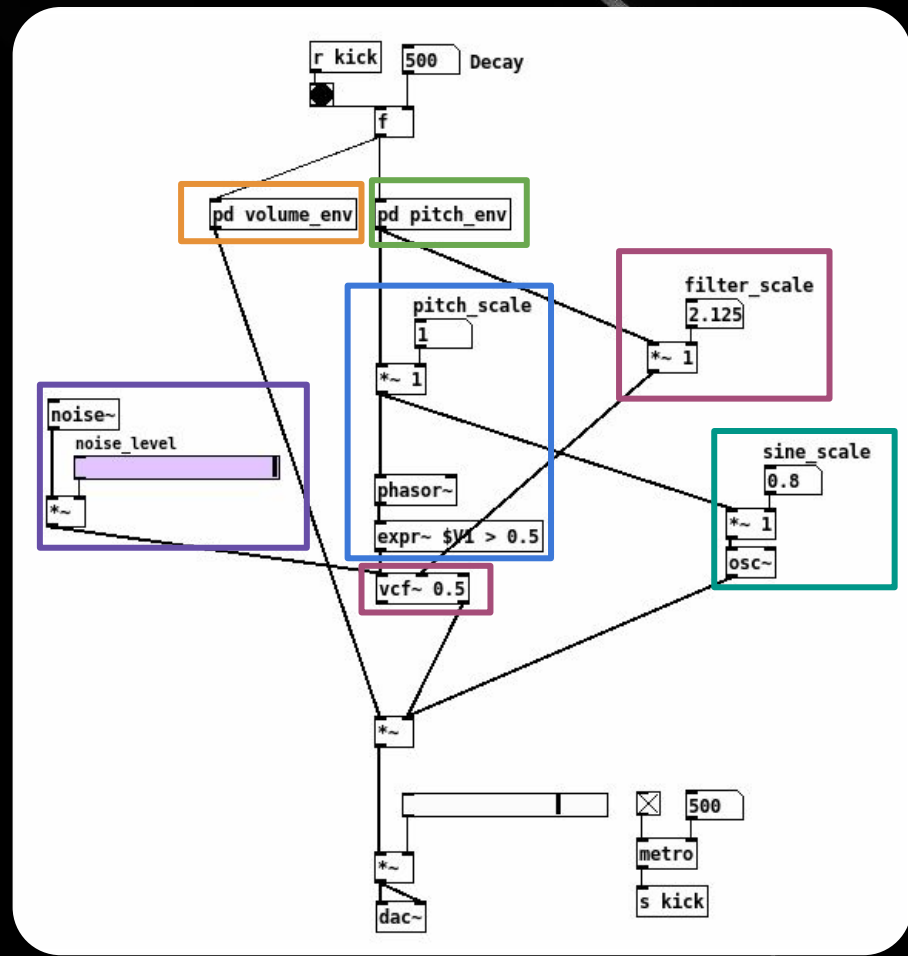 r kick
500 Decay
f
pd volume_env
pd pitch_env
filter_scale
2.125
*~ 1
pitch_scale
1
*~ 1
noise~
noise_level
*~
sine_scale
0.8
*~ 1
osc~
phasor~
expr~ $V1 > 0.5
vcf~ 0.5
*~
500
metro
*~
s kick
dac~